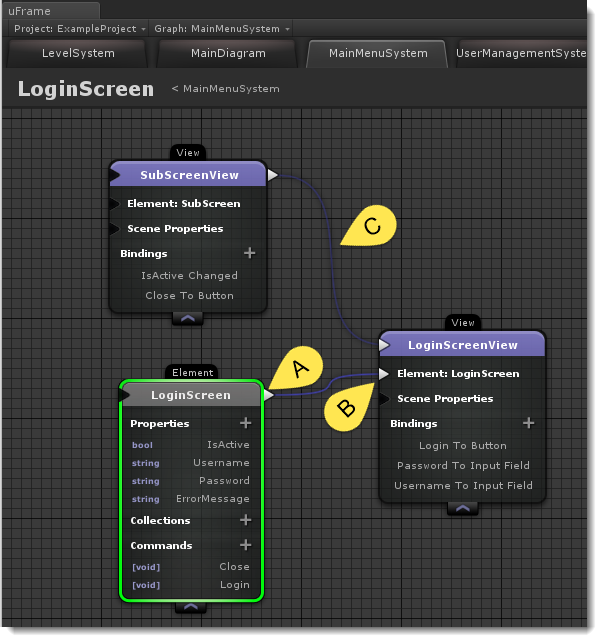 uFrame
Project: ExampleProject Graph: MainMenuSystem
LevelSystem MainDiagram MainMenuSystem UserManagementSyste
LoginScreen < MainMenuSystem
View
SubScreenView
Element: SubScreen
Scene Properties
Bindings +
IsActive Changed
Close To Button
C
View
LoginScreenView
Element: LoginScreen
Scene Properties
Bindings +
Login To Button
Password To Input Field
Username To Input Field
A
B
Element
LoginScreen
Properties +
bool IsActive
string Username
string Password
string ErrorMessage
Collections +
Commands +
[void] Close
[void] Login